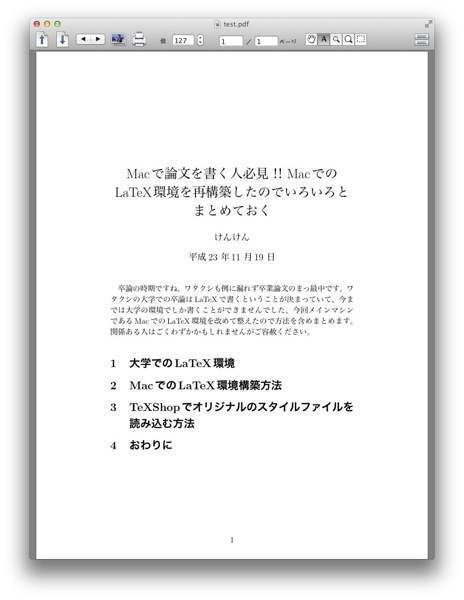 test.pdf
倍 127 1 / 1 ページ
A
Macで論文を書く人必見!! Macでの
LaTeX環境を再構築したのでいろいろと
まとめておく
けんけん
平成 23 年 11 月 19 日
卒論の時期ですね。ワタクシも例に漏れず卒業論文のまっ最中です。ワ
タクシの大学での卒論は LaTeX で書くということが決まっていて、今ま
では大学の環境でしか書くことができませんでした。今回メインマシン
である Mac での LaTeX 環境を改めて整えたので方法を含めまとめます。
関係ある人はごくわずかかもしれませんがご容赦ください。
1 大学での LaTeX 環境
2 Mac での LaTeX 環境構築方法
3 TeXShop でオリジナルのスタイルファイルを
読み込む方法
4 おわりに
1